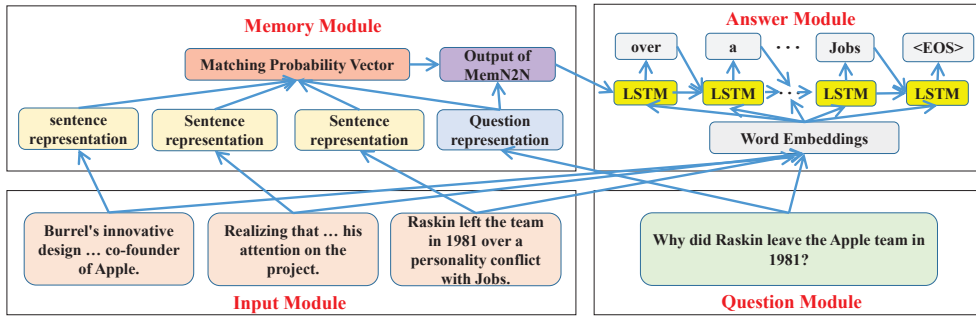 Memory Module
Matching Probability Vector
Output of
MemN2N
sentence
representation
Sentence
representation
Sentence
representation
Question
representation
Answer Module
over
a
. . .
Jobs
<EOS>
LSTM
LSTM
. . .
LSTM
LSTM
Word Embeddings
Burrel's innovative
design … co-founder
of Apple.
Realizing that … his
attention on the
project.
Raskin left the team
in 1981 over a
personality conflict
with Jobs.
Input Module
Why did Raskin leave the Apple team in
1981?
Question Module